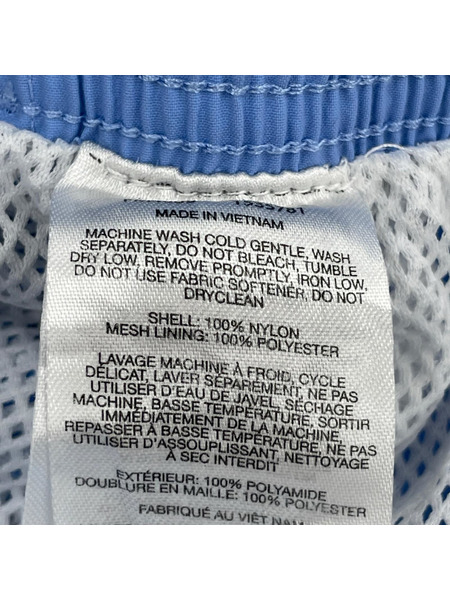 MADE IN VIETNAM
MACHINE WASH COLD GENTLE, WASH
SEPARATELY, DO NOT BLEACH, TUMBLE
DRY LOW. REMOVE PROMPTLY, IRON LOW,
DO NOT USE FABRIC SOFTENER, DO NOT
DRYCLEAN
SHELL: 100% NYLON
MESH LINING: 100% POLYESTER
LAVAGE MACHINE À FROID, CYCLE
DÉLICAT, LAVER SÉPARÉMENT, NE PAS
UTILISER D'EAU DE JAVEL, SÉCHAGE
MACHINE, BASSE TEMPÉRATURE, SORTIR
IMMÉDIATEMENT DE LA MACHINE,
REPASSER À BASSE TEMPÉRATURE, NE PAS
UTILISER D'ASSOUPLISSANT, NETTOYAGE
À SEC INTERDIT
EXTÉRIEUR: 100% POLYAMIDE
DOUBLURE EN MAILLE: 100% POLYESTER
FABRIQUÉ AU VIÊT NAM